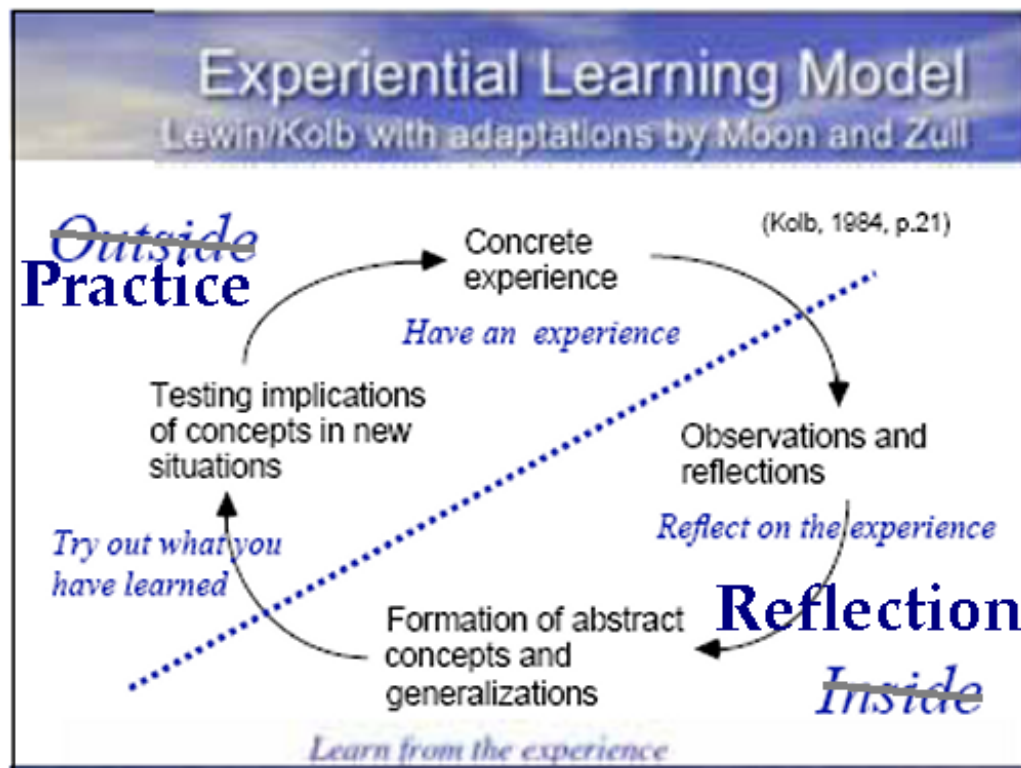 Experiential Learning Model
Lewin/Kolb with adaptations by Moon and Zull
Outside
Practice
(Kolb, 1984, p.21)
Concrete
experience
Have an experience
Testing implications
of concepts in new
situations
Observations and
reflections
Reflect on the experience
Try out what you
have learned
Reflection
Inside
Formation of abstract
concepts and
generalizations
Learn from the experience